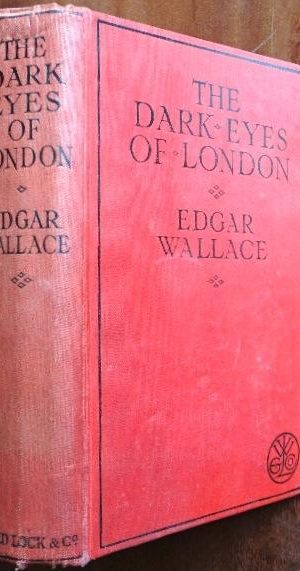 THE
DARK
EYES
OF
LONDON
EDGAR
WALLACE
LOCK & Co.
THE
DARK·EYES
OF·LONDON
EDGAR
WALLACE